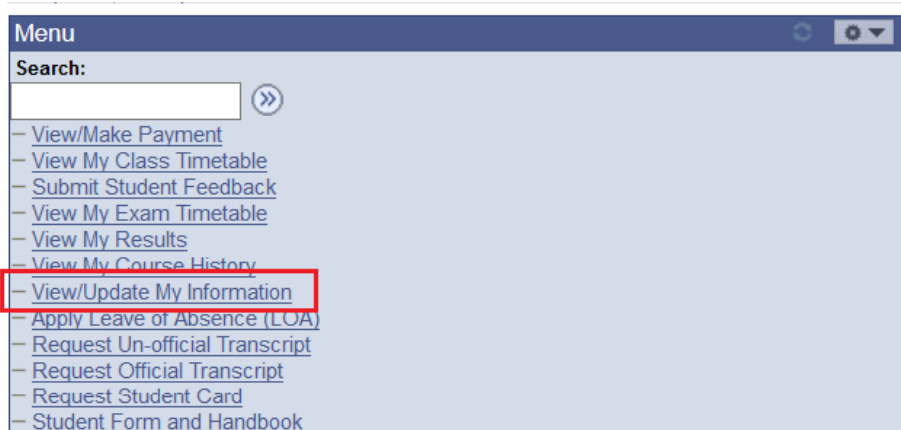 Menu
Search:
View/Make Payment
View My Class Timetable
Submit Student Feedback
View My Exam Timetable
View My Results
View My Course History
View/Update My Information
Apply Leave of Absence (LOA)
Request Un-official Transcript
Request Official Transcript
Request Student Card
Student Form and Handbook